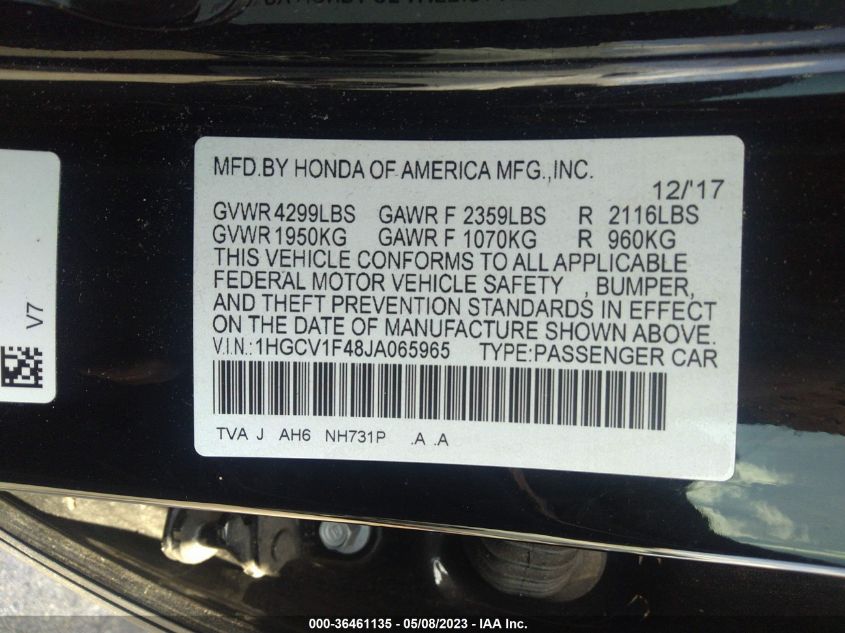 MFD.BY HONDA OF AMERICA MFG.,INC.
12/'17
GVWR 4299LBS GAWR F 2359LBS R 2116LBS
GVWR 1950KG GAWR F 1070KG R 960KG
THIS VEHICLE CONFORMS TO ALL APPLICABLE
FEDERAL MOTOR VEHICLE SAFETY , BUMPER,
AND THEFT PREVENTION STANDARDS IN EFFECT
ON THE DATE OF MANUFACTURE SHOWN ABOVE.
V.I.N.:1HGCV1F48JA065965 TYPE:PASSENGER CAR
TVA J AH6 NH731P .A .A
V7
000-36461135 - 05/08/2023 - IAA Inc.